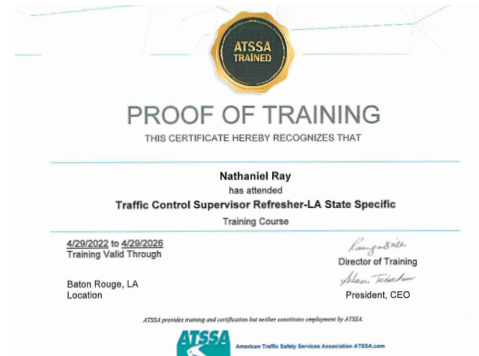 ATSSA
TRAINED
PROOF OF TRAINING
THIS CERTIFICATE HEREBY RECOGNIZES THAT
Nathaniel Ray
has attended
Traffic Control Supervisor Refresher-LA State Specific
Training Course
4/29/2022 to 4/29/2026
Training Valid Through
Director of Training
Baton Rouge, LA
Location
President, CEO
ATSSA provides training and certification but neither constitutes employment by ATSSA.
ATSSA
American Traffic Safety Services Association ATSSA.com